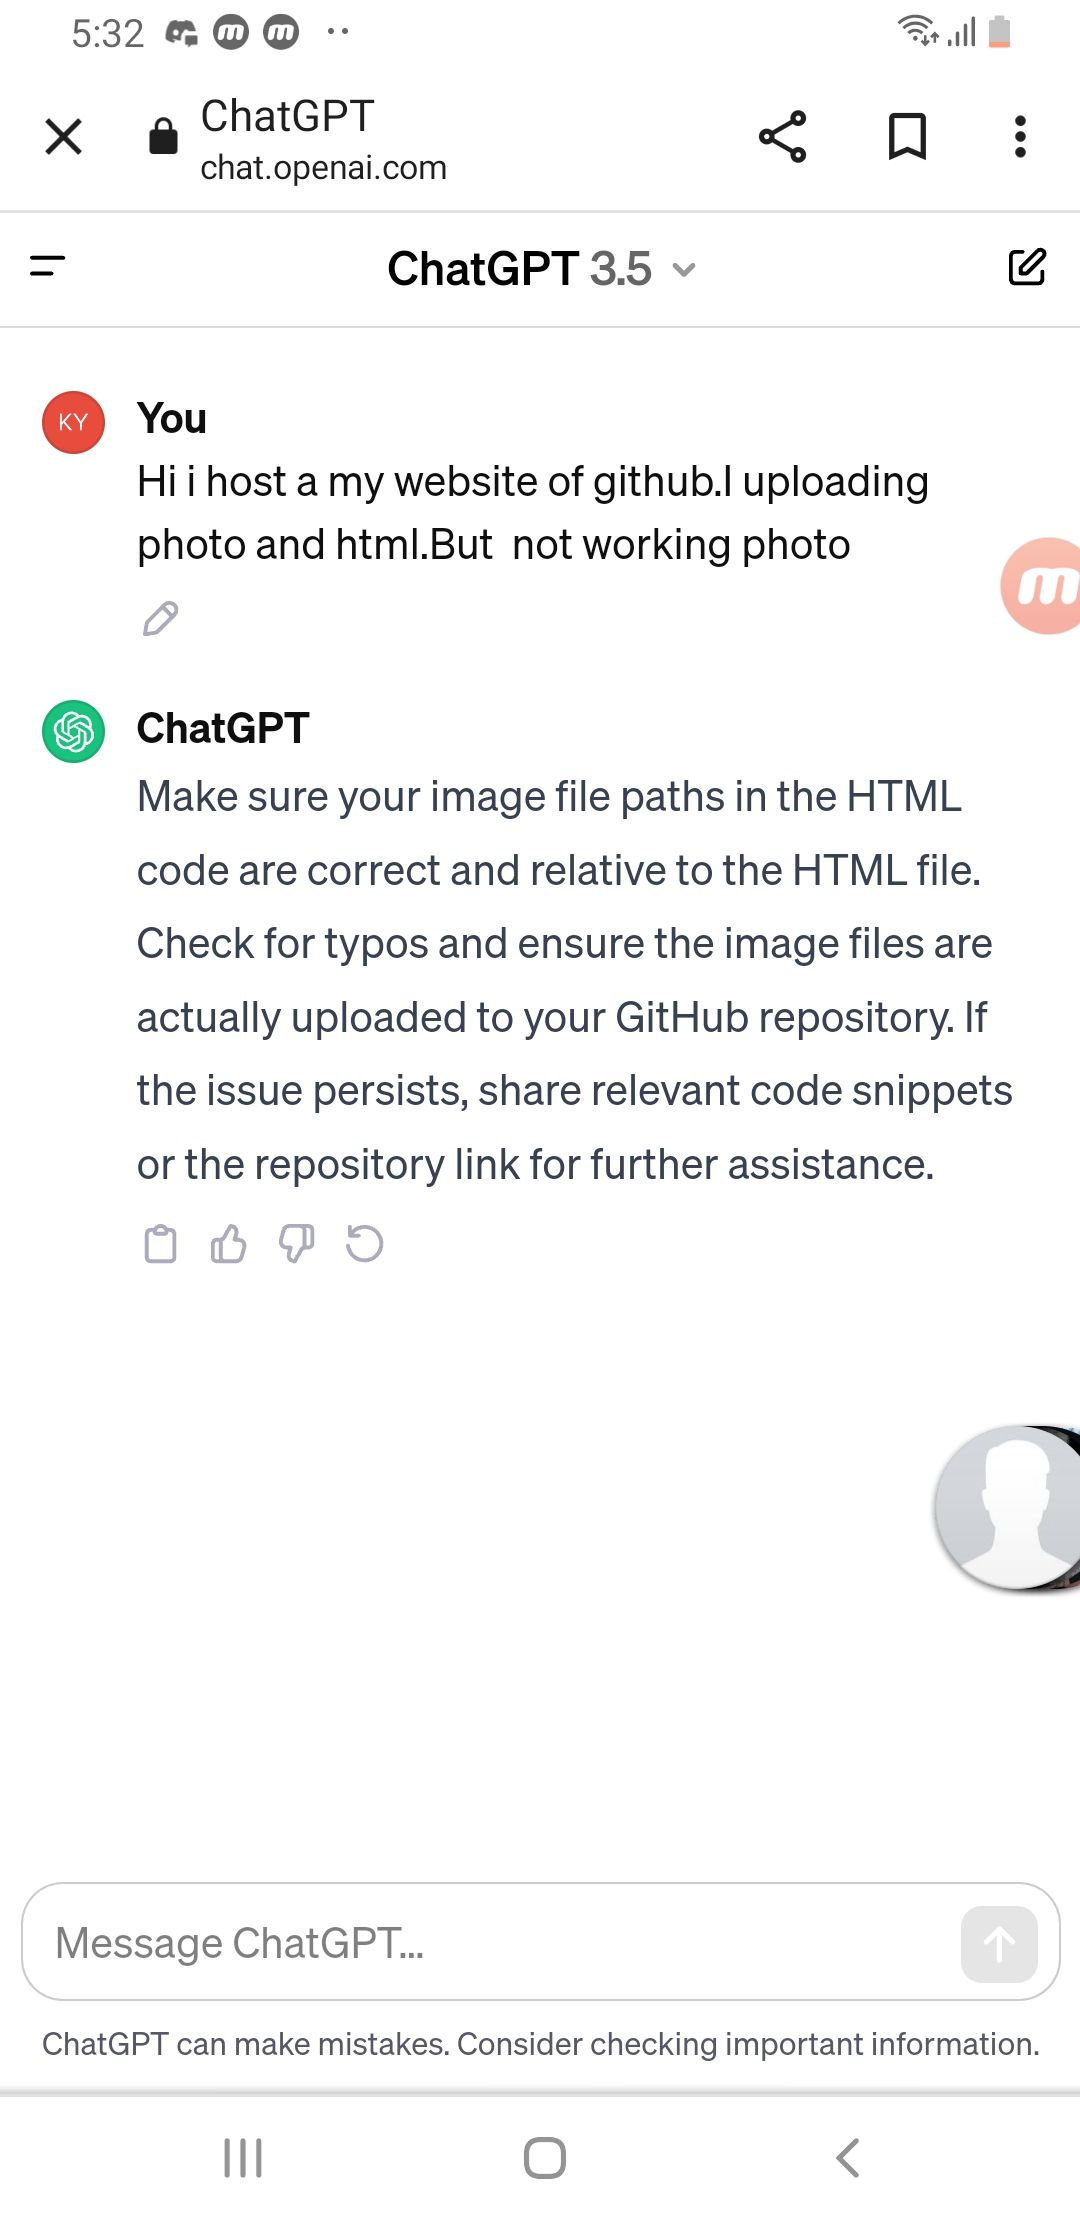 5:32
ChatGPT
chat.openai.com
ChatGPT 3.5
KY
You
Hi i host a my website of github.I uploading
photo and html.But  not working photo
m
ChatGPT
Make sure your image file paths in the HTML
code are correct and relative to the HTML file.
Check for typos and ensure the image files are
actually uploaded to your GitHub repository. If
the issue persists, share relevant code snippets
or the repository link for further assistance.
Message ChatGPT...
ChatGPT can make mistakes. Consider checking important information.